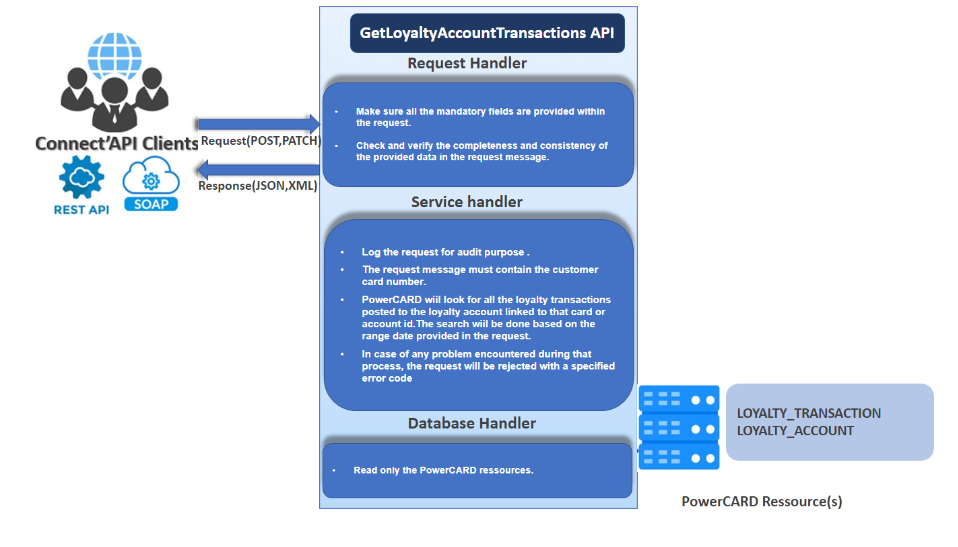 GetLoyaltyAccountTransactions API
Request Handler
• Make sure all the mandatory fields are provided within
the request.
• Check and verify the completeness and consistency of
the provided data in the request message.
Connect'API Clients
Request(POST,PATCH)
Response(JSON,XML)
REST API
SOAP
Service handler
• Log the request for audit purpose .
• The request message must contain the customer
card number.
• PowerCARD wiil look for all the loyalty transactions
posted to the loyalty account linked to that card or
account id.The search wiil be done based on the
range date provided in the request.
• In case of any problem encountered during that
process, the request will be rejected with a specified
error code
Database Handler
• Read only the PowerCARD ressources.
LOYALTY_TRANSACTION
LOYALTY_ACCOUNT
PowerCARD Ressource(s)